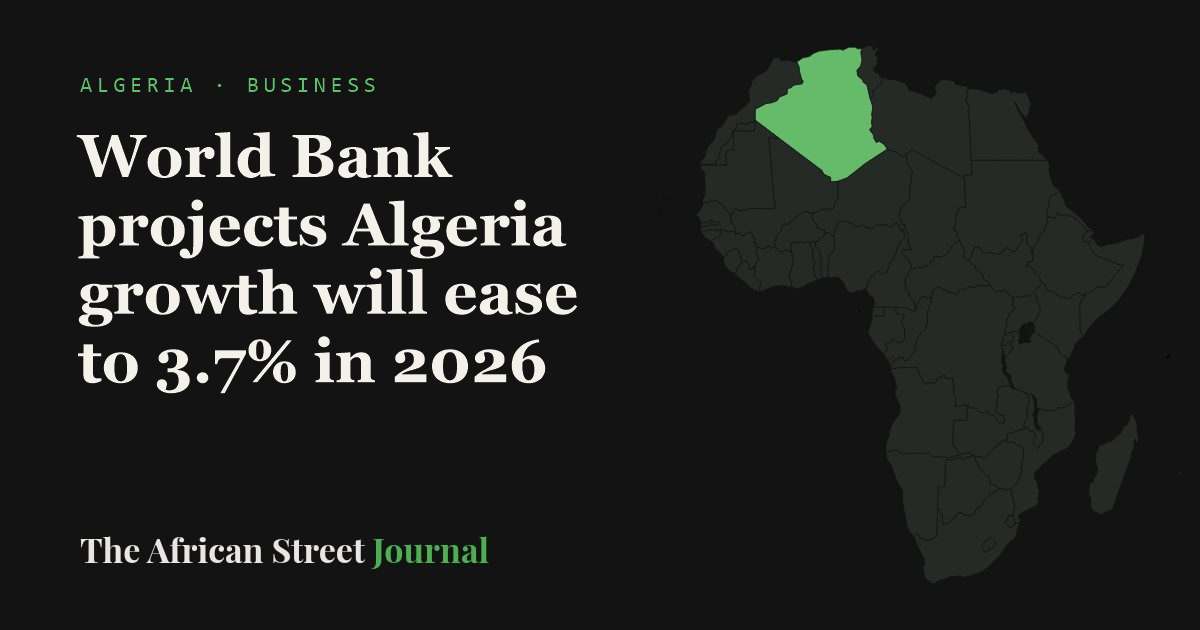 ALGERIA · BUSINESS
World Bank
projects Algeria
growth will ease
to 3.7% in 2026
The African Street Journal